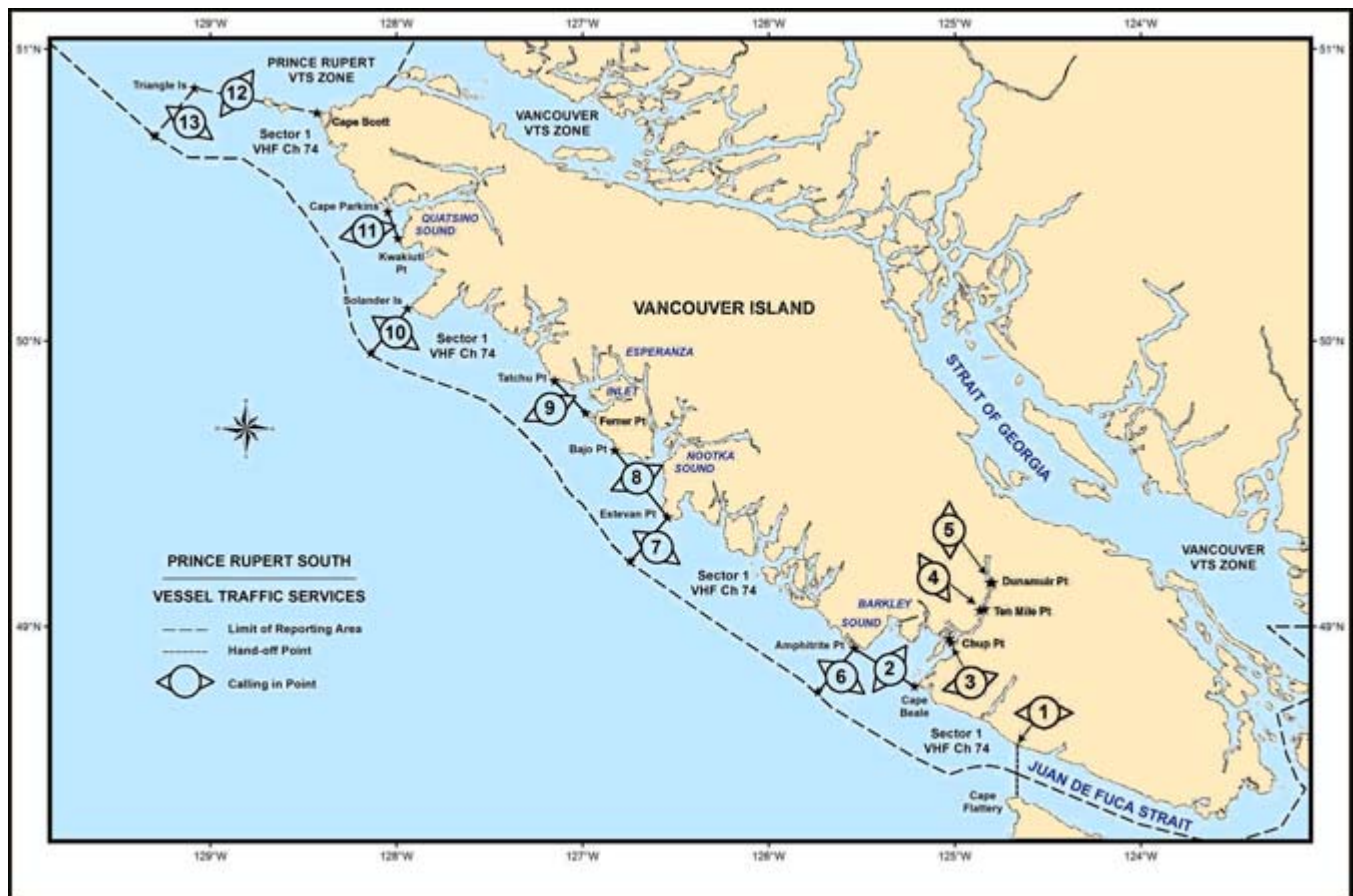 129°W 128°W 127°W 126°W 125°W 124°W
51°N 51°N
PRINCE RUPERT
VTS ZONE
Triangle Is
12
13
Cape Scott
Sector 1
VHF Ch 74
VANCOUVER
VTS ZONE
Cape Parkins
QUATSINO
SOUND
11
Kwakiutl
Pt
Solander Is
VANCOUVER ISLAND
10
Sector 1
VHF Ch 74
50°N 50°N
ESPERANZA
INLET
Tatchu Pt
9
Ferrer Pt
STRAIT OF GEORGIA
Bajo Pt
NOOTKA
SOUND
8
Estevan Pt
7
5
PRINCE RUPERT SOUTH
VESSEL TRAFFIC SERVICES
Limit of Reporting Area
Hand-off Point
Calling in Point
Sector 1
VHF Ch 74
4
Dunsmuir Pt
VANCOUVER
VTS ZONE
Ten Mile Pt
BARKLEY
SOUND
49°N 49°N
Amphitrite Pt
Chup Pt
6
2
3
Cape
Beale
1
Sector 1
VHF Ch 74
JUAN DE FUCA STRAIT
Cape
Flattery
129°W 128°W 127°W 126°W 125°W 124°W